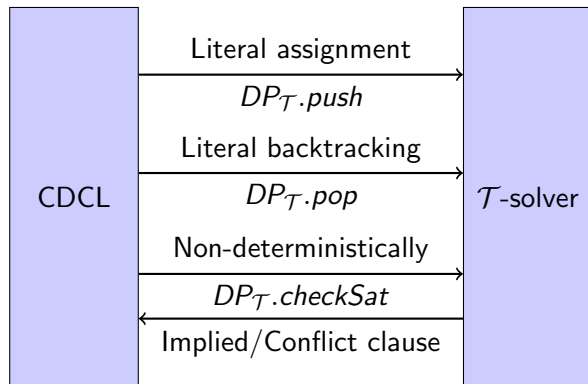 CDCL
Literal assignment
DP𝒯.push
Literal backtracking
DP𝒯.pop
Non-deterministically
DP𝒯.checkSat
Implied/Conflict clause
𝒯-solver